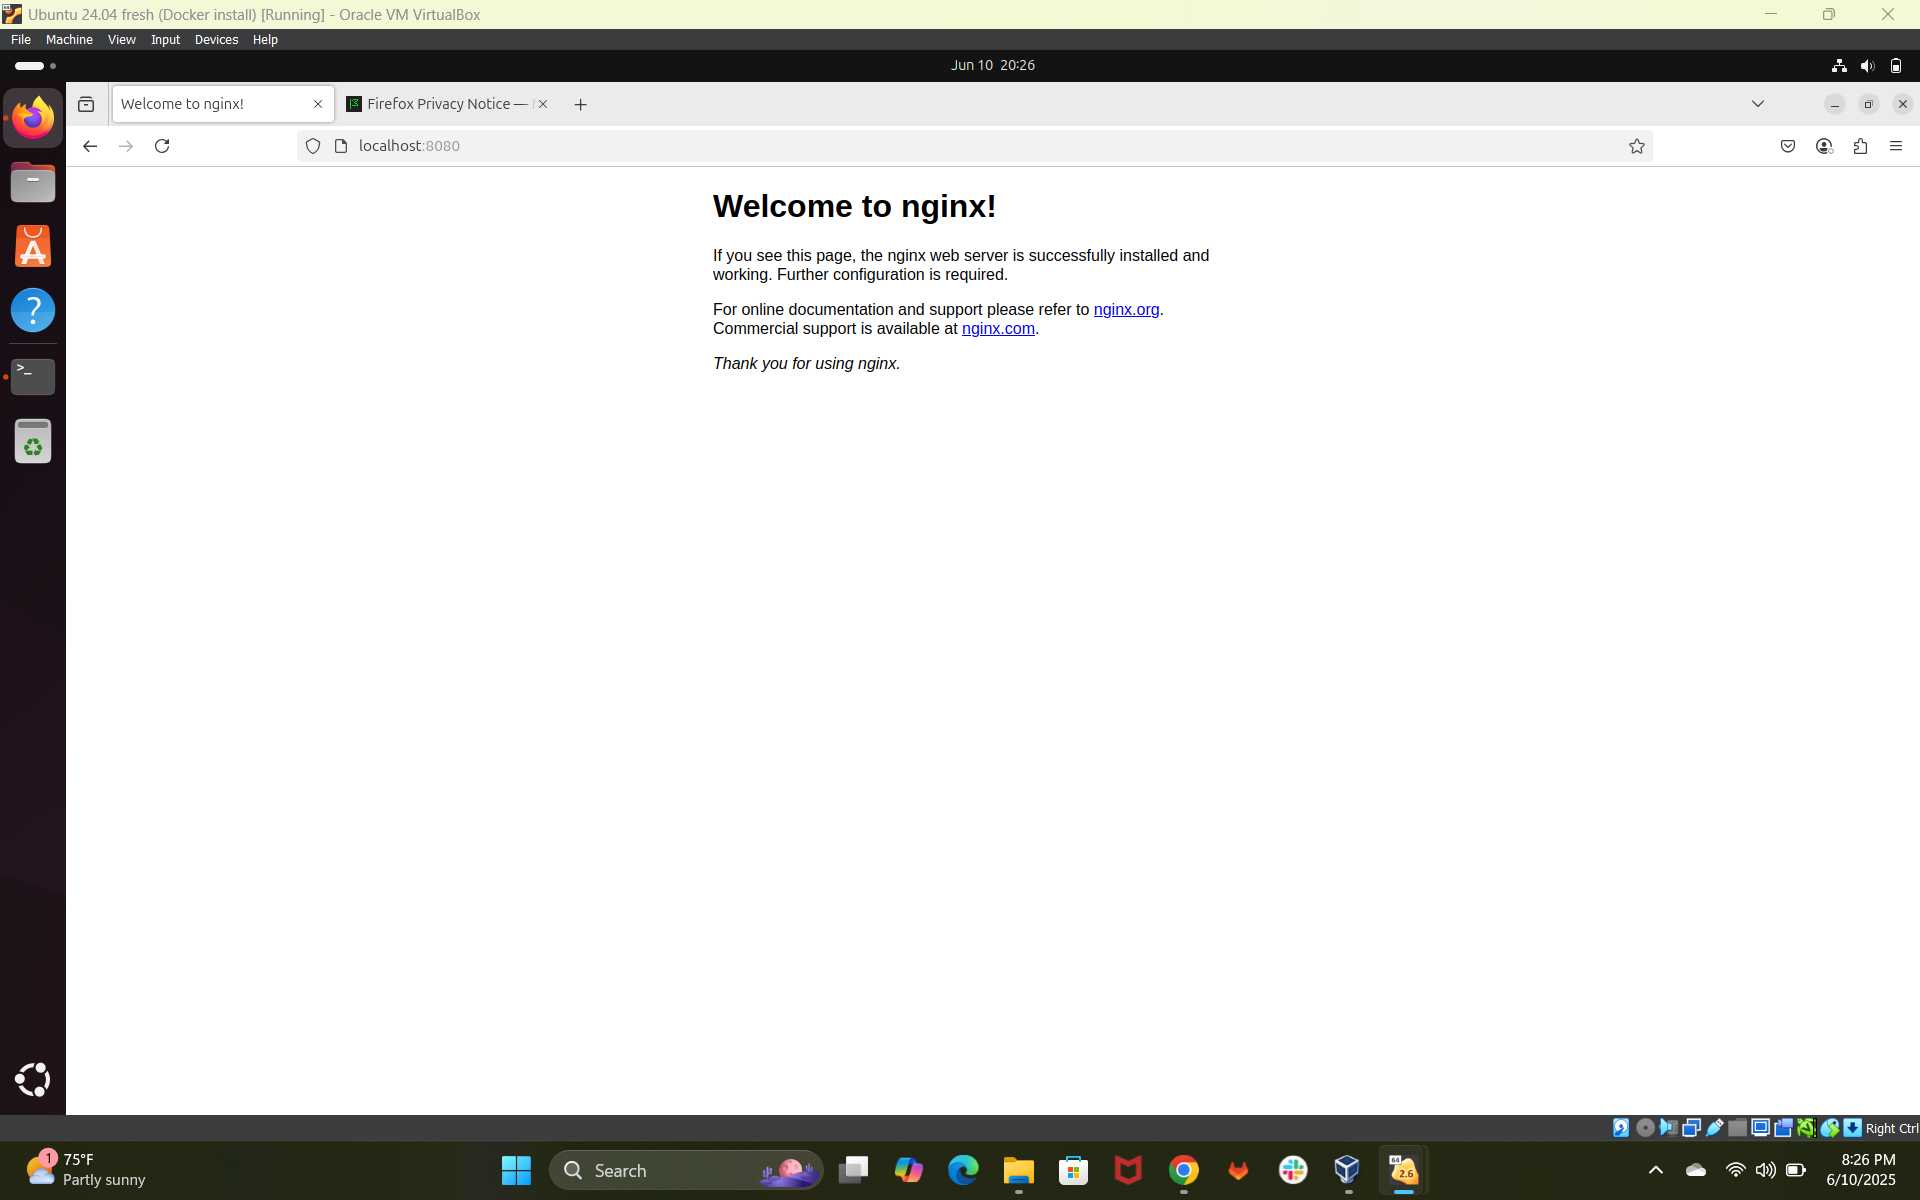 Ubuntu 24.04 fresh (Docker install) [Running] - Oracle VM VirtualBox
File Machine View Input Devices Help
Jun 10 20:26
Welcome to nginx!
Firefox Privacy Notice —
localhost:8080
Welcome to nginx!
If you see this page, the nginx web server is successfully installed and
working. Further configuration is required.
For online documentation and support please refer to nginx.org.
Commercial support is available at nginx.com.
Thank you for using nginx.
Right Ctrl
1
75°F
Partly sunny
Search
64
2.6
8:26 PM
6/10/2025